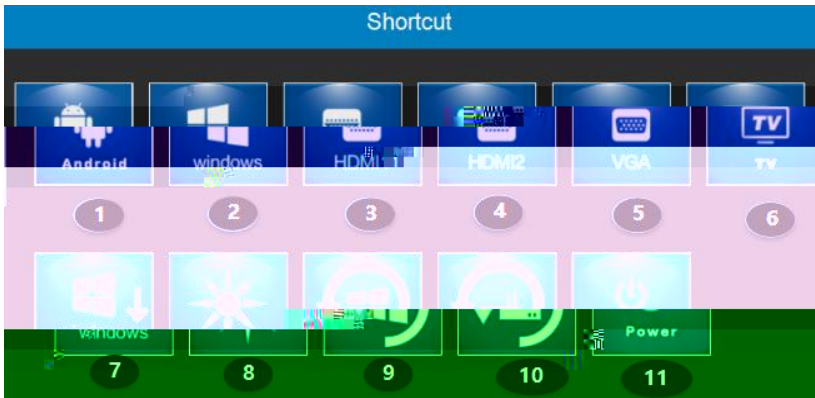 Shortcut
TV
Android windows HDMI1 HDMI2 VGA TV
1 2 3 4 5 6
windows Power
7 8 9 10 11